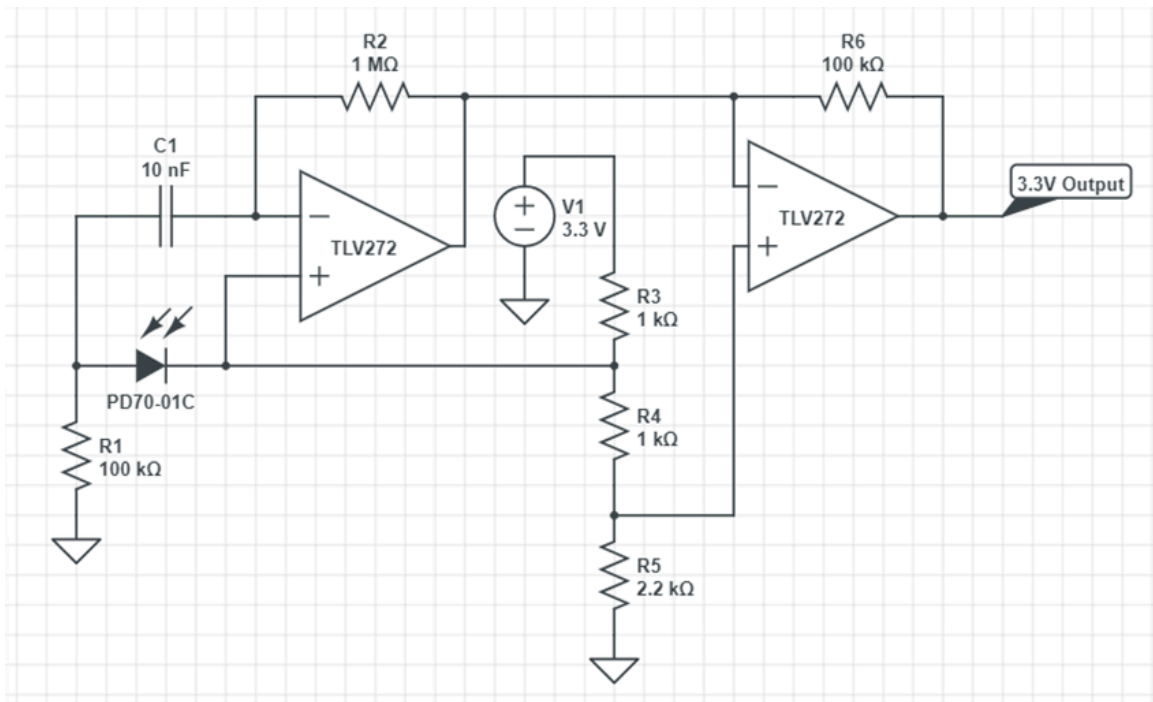 R2
1 MΩ
R6
100 kΩ
C1
10 nF
−
TLV272
+
+
−
V1
3.3 V
−
TLV272
+
3.3V Output
R3
1 kΩ
PD70-01C
R4
1 kΩ
R1
100 kΩ
R5
2.2 kΩ